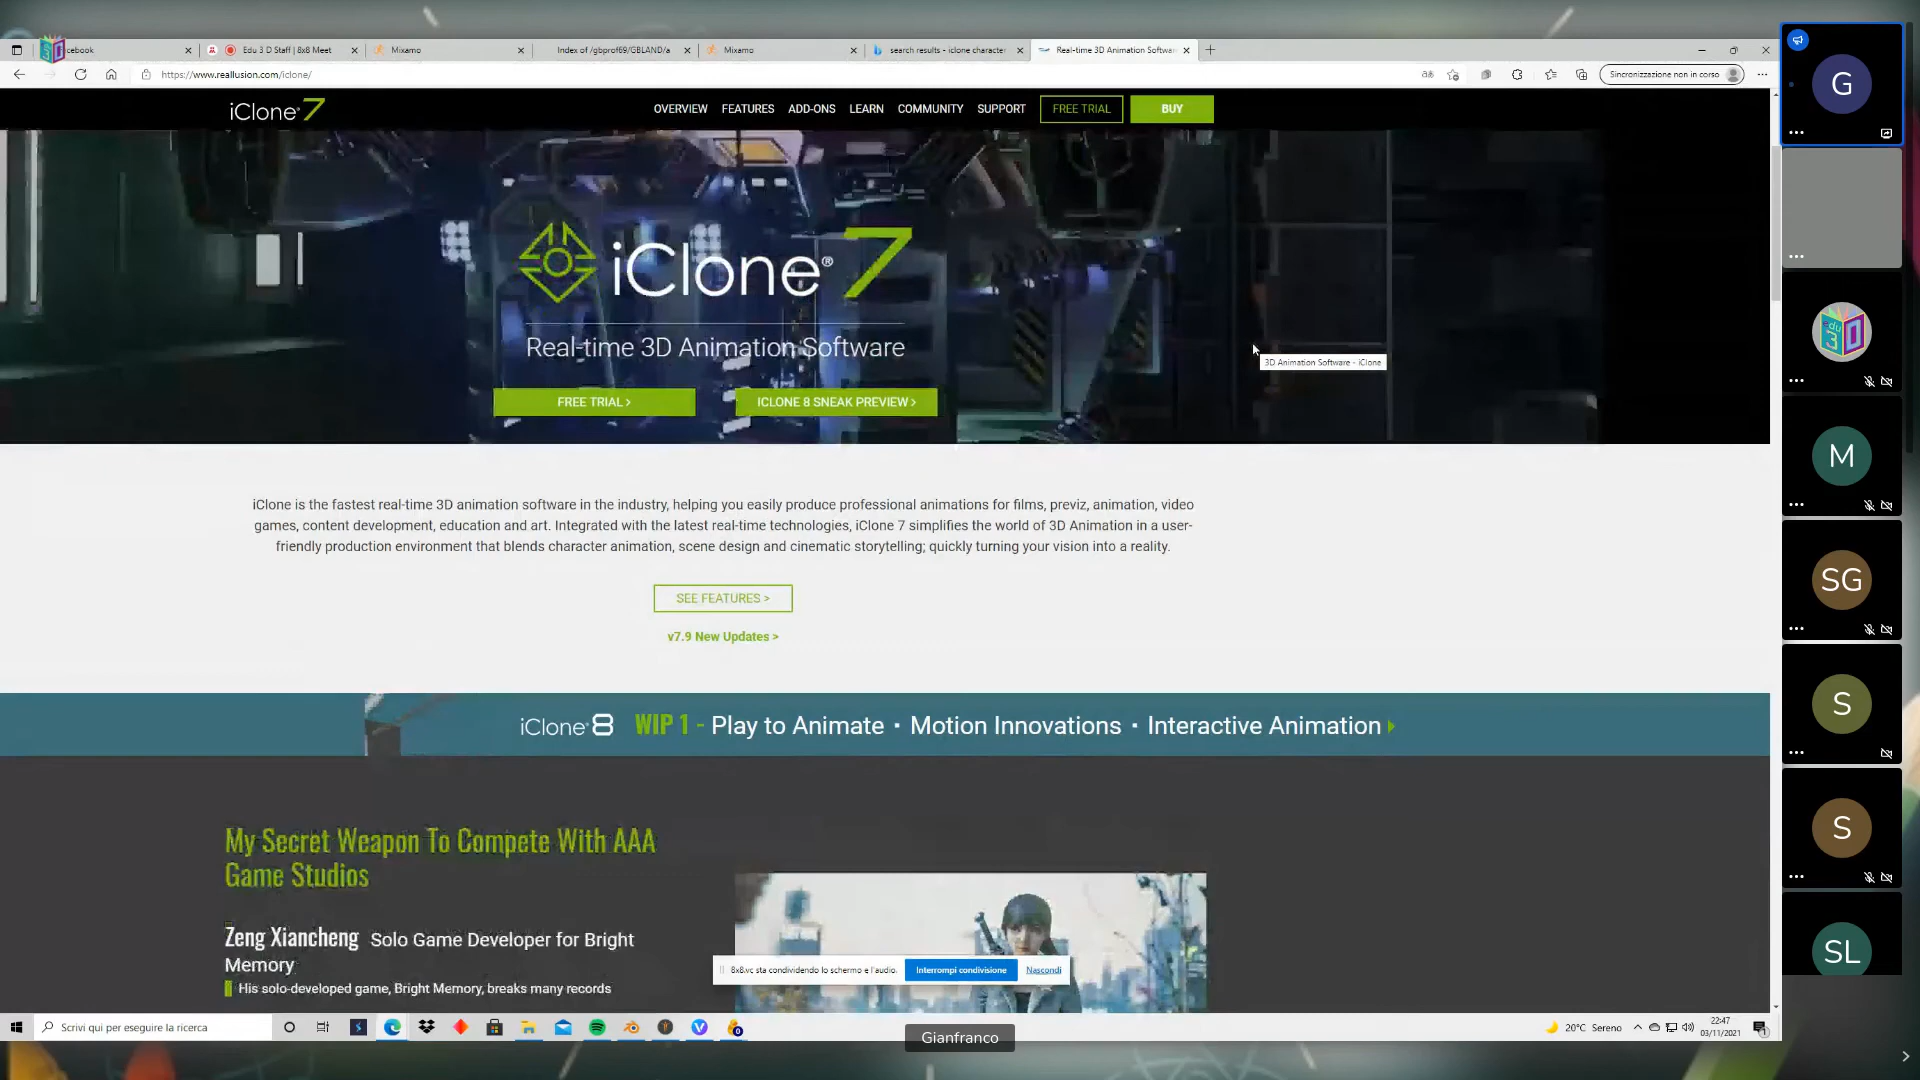 cebook
Edu 3 D Staff | 8x8 Meet
Mixamo
Index of /gbprof69/GBLAND/a
Mixamo
search results - iclone character
Real-time 3D Animation Softwar
https://www.reallusion.com/iclone/
Sincronizzazione non in corso
iClone 7
OVERVIEW
FEATURES
ADD-ONS
LEARN
COMMUNITY
SUPPORT
FREE TRIAL
BUY
iClone® 7
Real-time 3D Animation Software
FREE TRIAL >
ICLONE 8 SNEAK PREVIEW >
3D Animation Software - iClone
iClone is the fastest real-time 3D animation software in the industry, helping you easily produce professional animations for films, previz, animation, video
games, content development, education and art. Integrated with the latest real-time technologies, iClone 7 simplifies the world of 3D Animation in a user-
friendly production environment that blends character animation, scene design and cinematic storytelling; quickly turning your vision into a reality.
SEE FEATURES >
v7.9 New Updates >
iClone 8 WIP 1 - Play to Animate · Motion Innovations · Interactive Animation
My Secret Weapon To Compete With AAA
Game Studios
Zeng Xiancheng Solo Game Developer for Bright
Memory
His solo-developed game, Bright Memory, breaks many records
8x8.vc sta condividendo lo schermo e l'audio.
Interrompi condivisione
Nascondi
Scrivi qui per eseguire la ricerca
20°C Sereno
22:47
03/11/2021
Gianfranco
G
edu
3D
M
SG
S
S
SL